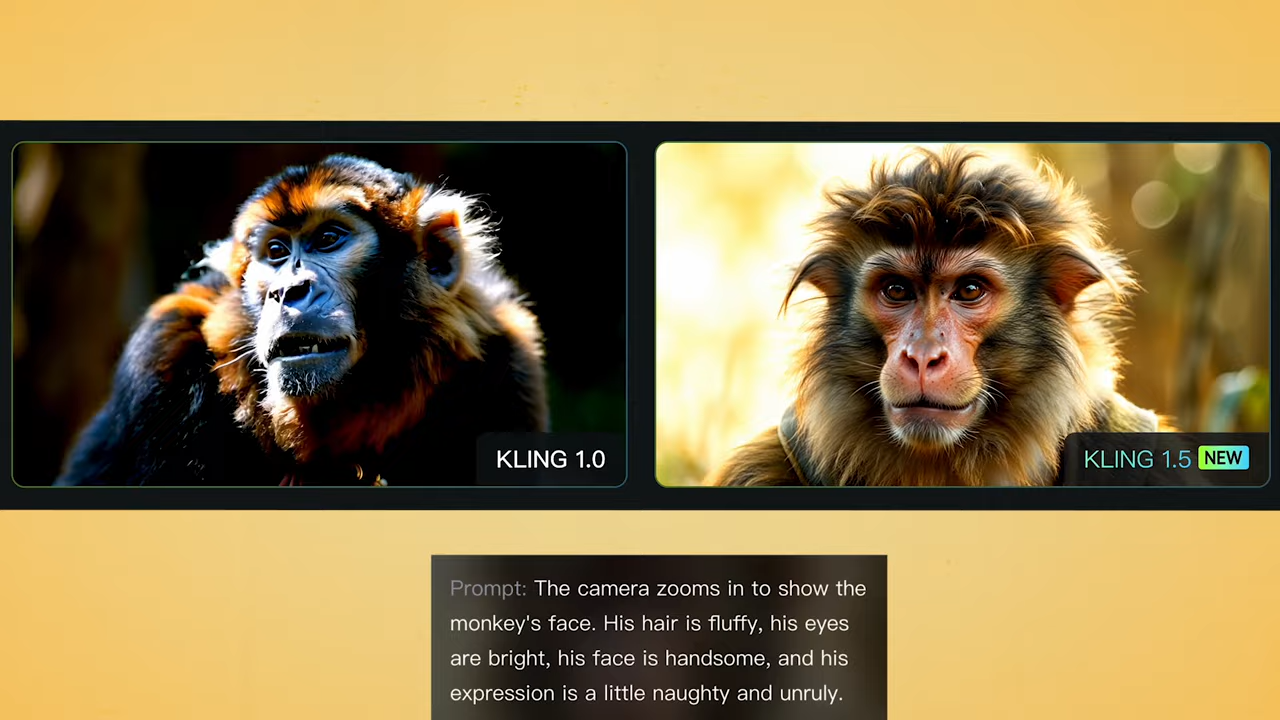 KLING 1.0
KLING 1.5 NEW
Prompt: The camera zooms in to show the
monkey's face. His hair is fluffy, his eyes
are bright, his face is handsome, and his
expression is a little naughty and unruly.